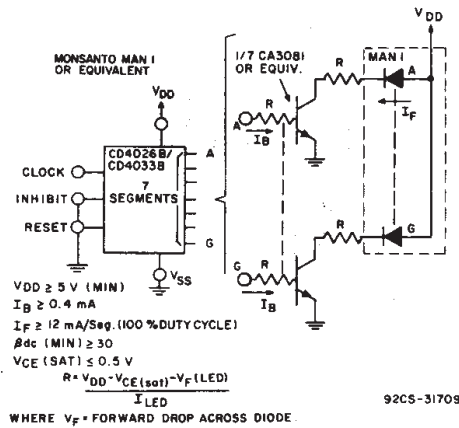 MONSANTO MAN I
OR EQUIVALENT
VDD
CD4026B/
CD4033B
7
SEGMENTS
A
G
CLOCK
INHIBIT
RESET
VSS
1/7 CA3081
OR EQUIV.
R
A
R
IB
G
R
IB
R
MAN I
A
IF
G
VDD
VDD ≥ 5 V (MIN)
IB ≥ 0.4 mA
IF ≥ 12 mA/Seg. (100 % DUTY CYCLE)
βdc (MIN) ≥ 30
VCE (SAT) ≤ 0.5 V
R = VDD - VCE(sat) - VF (LED)
ILED
WHERE VF = FORWARD DROP ACROSS DIODE.
92CS-31709